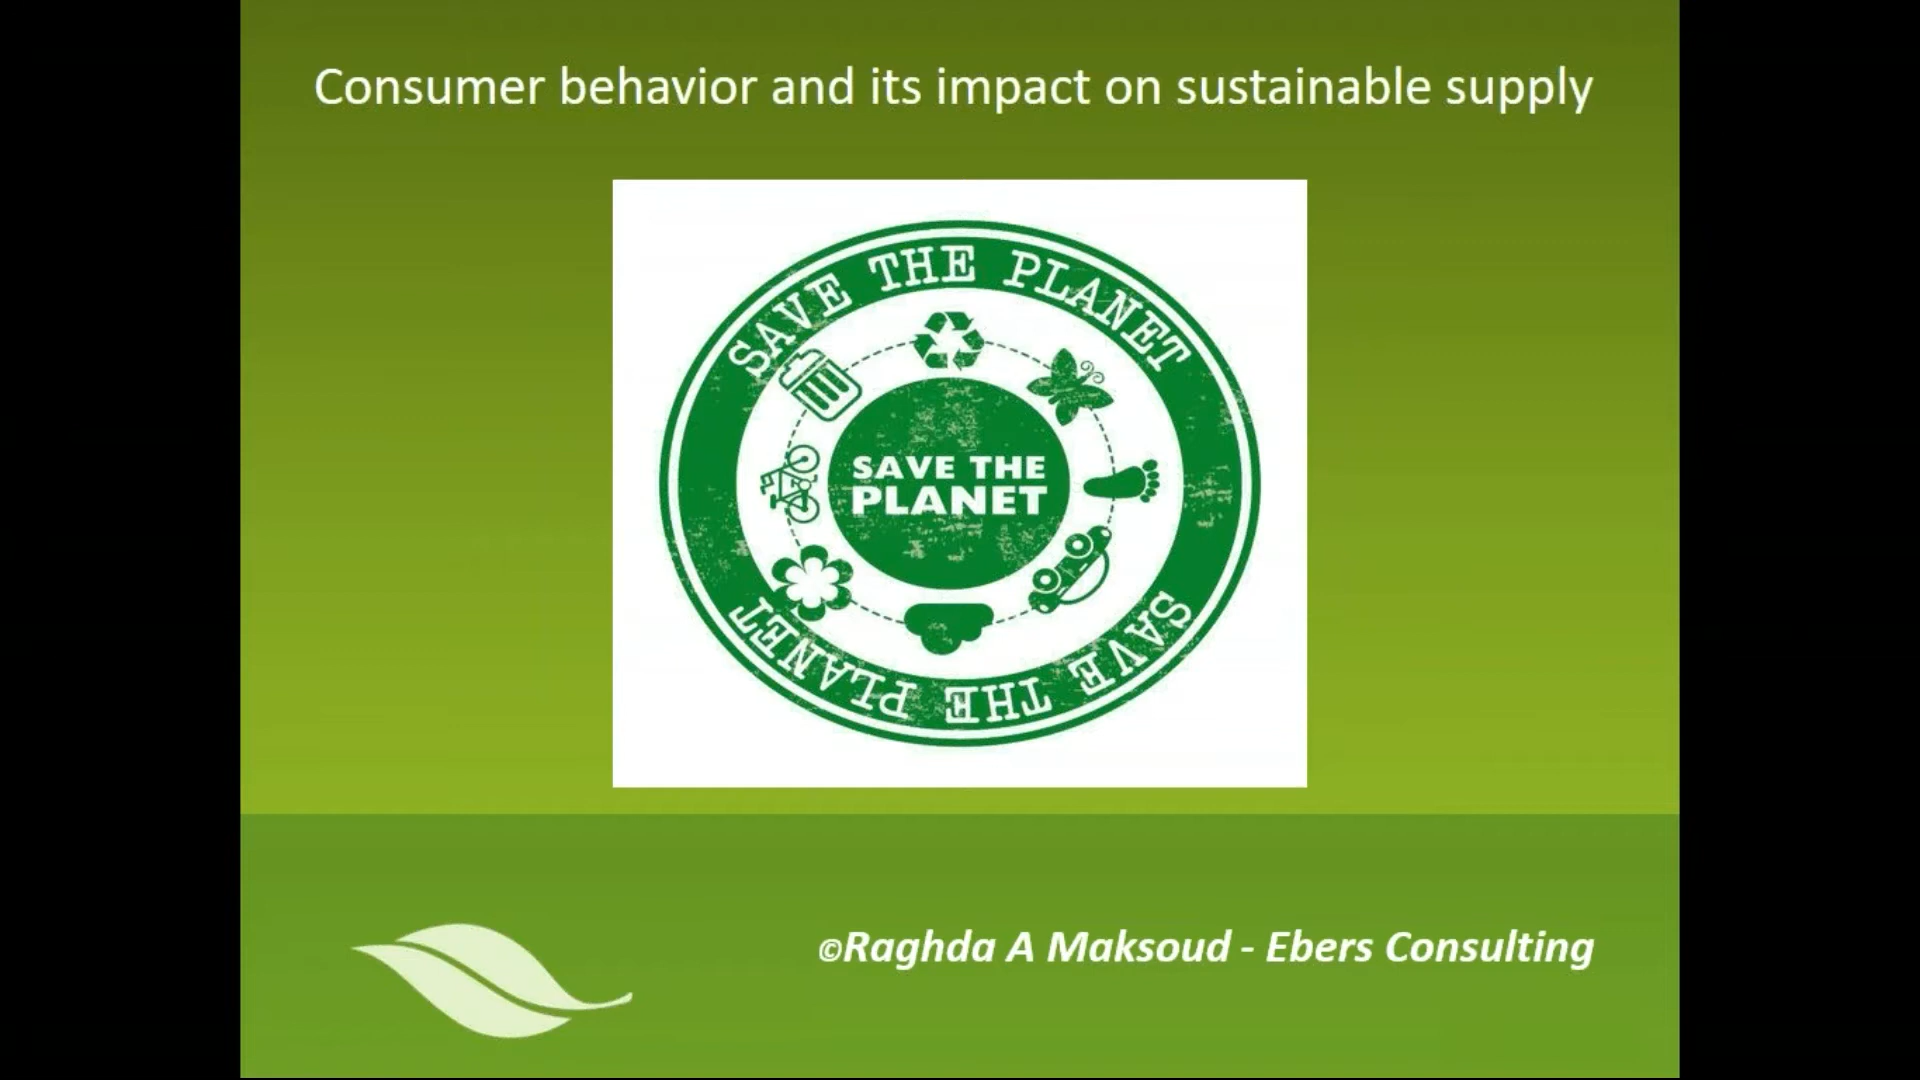 Consumer behavior and its impact on sustainable supply
SAVE THE PLANET
SAVE THE
PLANET
SAVE THE PLANET
©Raghda A Maksoud - Ebers Consulting